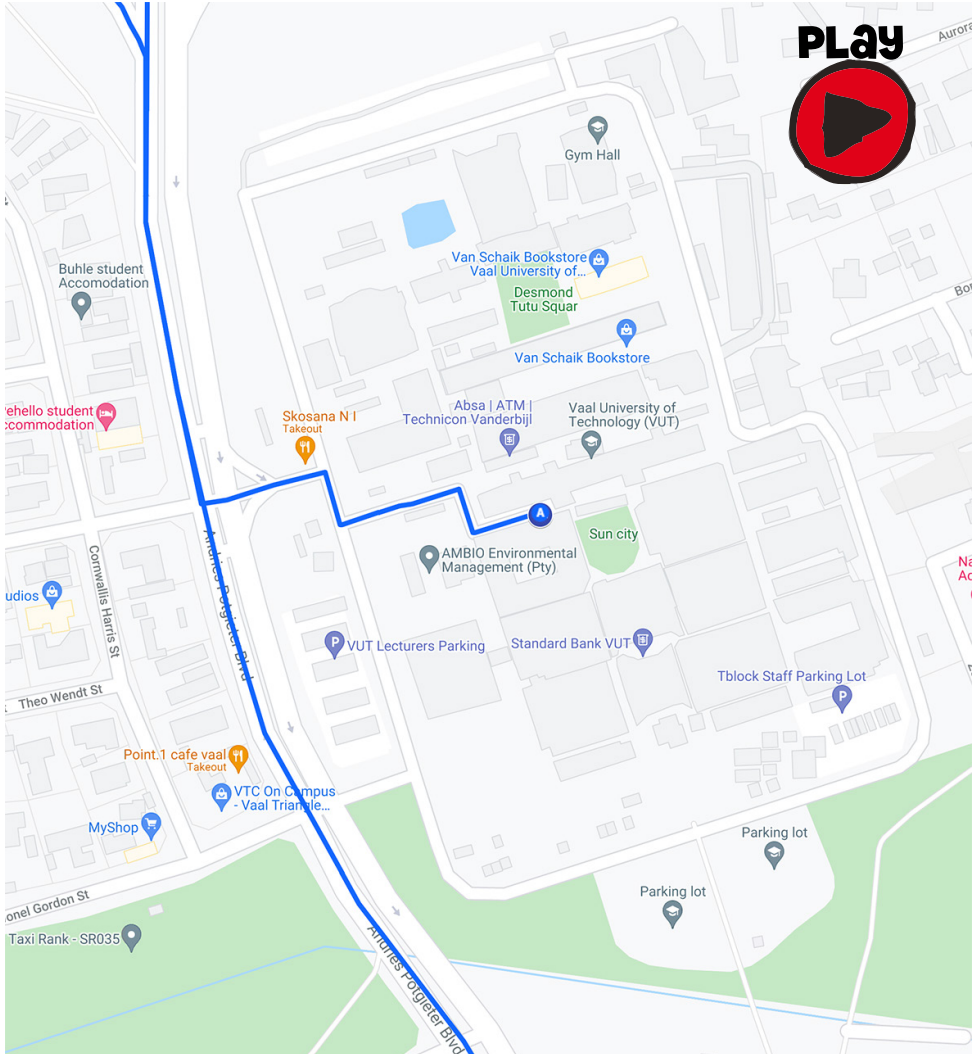 PLAY
Aurora
Gym Hall
Van Schaik Bookstore
Vaal University of...
Desmond
Tutu Squar
Buhle student
Accomodation
Van Schaik Bookstore
ehello student
ccommodation
Skosana N I
Takeout
Absa | ATM |
Technicon Vanderbijl
Vaal University of
Technology (VUT)
A
Sun city
AMBIO Environmental
Management (Pty)
Andries Potgieter Blvd
Cornwallis Harris St
udios
P
VUT Lecturers Parking
Standard Bank VUT
Tblock Staff Parking Lot
P
Theo Wendt St
Point.1 cafe vaal
Takeout
VTC On Campus
- Vaal Triangle...
MyShop
Parking lot
Parking lot
onel Gordon St
Taxi Rank - SR035
Andries Potgieter Blvd